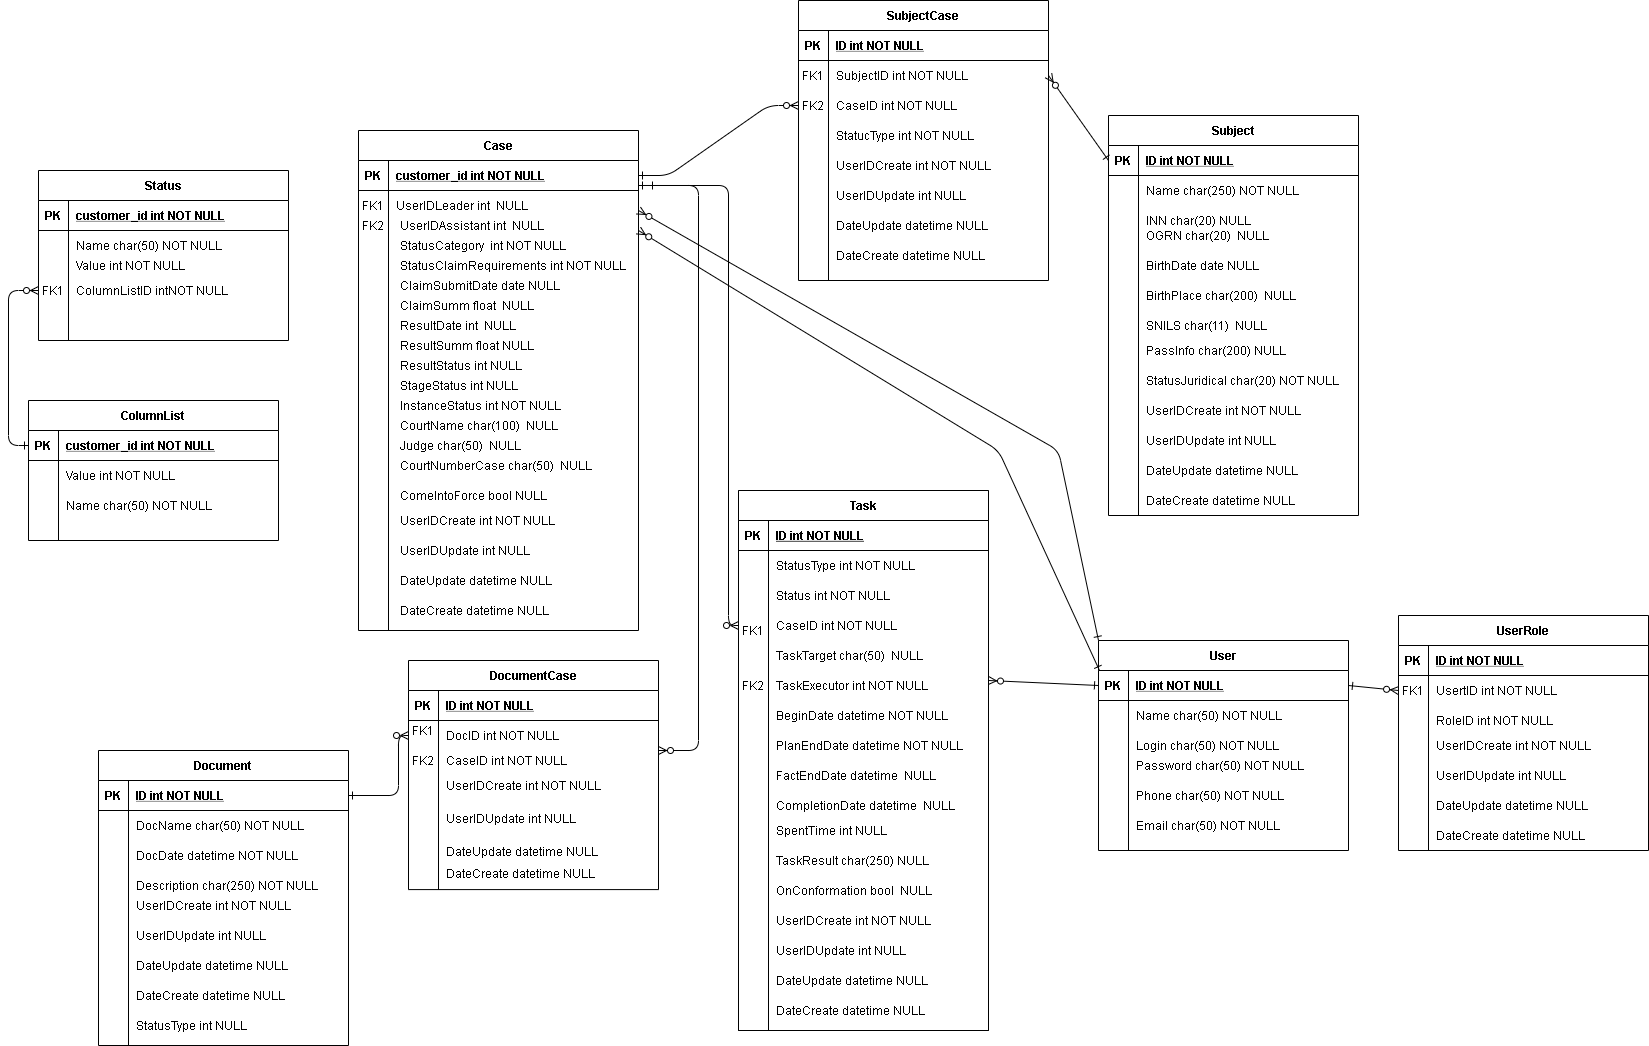 SubjectCase
PK ID int NOT NULL
FK1 SubjectID int NOT NULL
FK2 CaseID int NOT NULL
StatucType int NOT NULL
UserIDCreate int NOT NULL
UserIDUpdate int NULL
DateUpdate datetime NULL
DateCreate datetime NULL
Subject
PK ID int NOT NULL
Name char(250) NOT NULL
INN char(20) NULL
OGRN char(20) NULL
BirthDate date NULL
BirthPlace char(200) NULL
SNILS char(11) NULL
PassInfo char(200) NULL
StatusJuridical char(20) NOT NULL
UserIDCreate int NOT NULL
UserIDUpdate int NULL
DateUpdate datetime NULL
DateCreate datetime NULL
Case
PK customer_id int NOT NULL
FK1 UserIDLeader int NULL
FK2 UserIDAssistant int NULL
StatusCategory int NOT NULL
StatusClaimRequirements int NOT NULL
ClaimSubmitDate date NULL
ClaimSumm float NULL
ResultDate int NULL
ResultSumm float NULL
ResultStatus int NULL
StageStatus int NULL
InstanceStatus int NOT NULL
CourtName char(100) NULL
Judge char(50) NULL
CourtNumberCase char(50) NULL
ComeIntoForce bool NULL
UserIDCreate int NOT NULL
UserIDUpdate int NULL
DateUpdate datetime NULL
DateCreate datetime NULL
Status
PK customer_id int NOT NULL
Name char(50) NOT NULL
Value int NOT NULL
FK1 ColumnListID intNOT NULL
ColumnList
PK customer_id int NOT NULL
Value int NOT NULL
Name char(50) NOT NULL
Task
PK ID int NOT NULL
StatusType int NOT NULL
Status int NOT NULL
FK1 CaseID int NOT NULL
TaskTarget char(50) NULL
FK2 TaskExecutor int NOT NULL
BeginDate datetime NOT NULL
PlanEndDate datetime NOT NULL
FactEndDate datetime NULL
CompletionDate datetime NULL
SpentTime int NULL
TaskResult char(250) NULL
OnConformation bool NULL
UserIDCreate int NOT NULL
UserIDUpdate int NULL
DateUpdate datetime NULL
DateCreate datetime NULL
User
PK ID int NOT NULL
Name char(50) NOT NULL
Login char(50) NOT NULL
Password char(50) NOT NULL
Phone char(50) NOT NULL
Email char(50) NOT NULL
UserRole
PK ID int NOT NULL
FK1 UsertID int NOT NULL
RoleID int NOT NULL
UserIDCreate int NOT NULL
UserIDUpdate int NULL
DateUpdate datetime NULL
DateCreate datetime NULL
DocumentCase
PK ID int NOT NULL
FK1 DocID int NOT NULL
FK2 CaseID int NOT NULL
UserIDCreate int NOT NULL
UserIDUpdate int NULL
DateUpdate datetime NULL
DateCreate datetime NULL
Document
PK ID int NOT NULL
DocName char(50) NOT NULL
DocDate datetime NOT NULL
Description char(250) NOT NULL
UserIDCreate int NOT NULL
UserIDUpdate int NULL
DateUpdate datetime NULL
DateCreate datetime NULL
StatusType int NULL